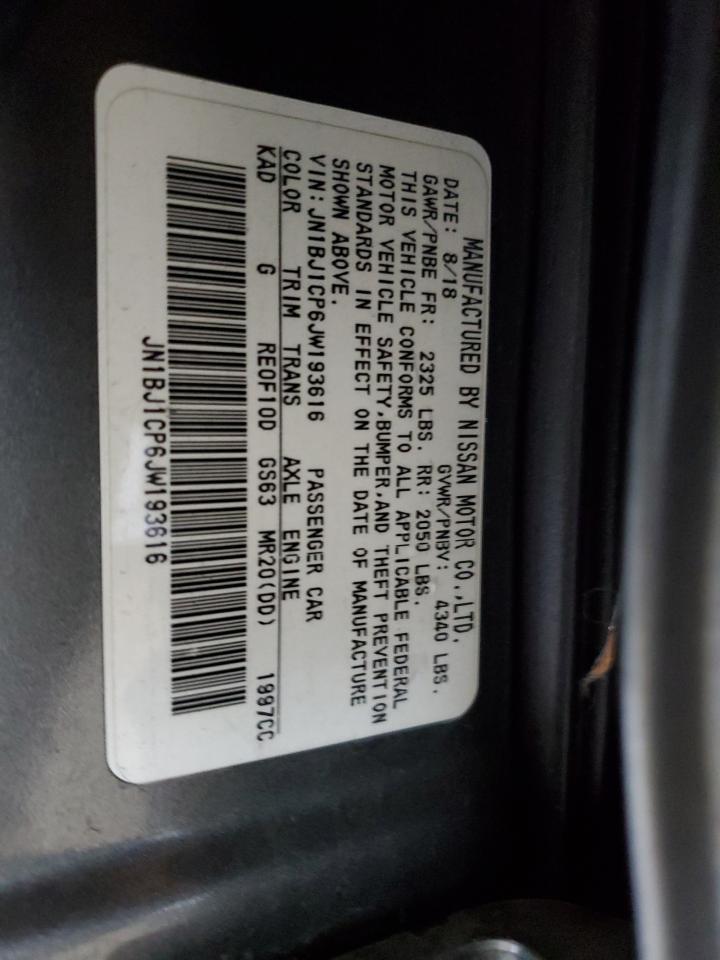 MANUFACTURED BY NISSAN MOTOR CO.,LTD.
DATE: 8/18 GVWR/PNBV: 4340 LBS.
GAWR/PNBE FR: 2325 LBS. RR: 2050 LBS.
THIS VEHICLE CONFORMS TO ALL APPLICABLE FEDERAL
MOTOR VEHICLE SAFETY,BUMPER,AND THEFT PREVENTION
STANDARDS IN EFFECT ON THE DATE OF MANUFACTURE
SHOWN ABOVE.
VIN: JN1BJ1CP6JW193616 PASSENGER CAR
COLOR TRIM TRANS AXLE ENGINE
KAD G RE0F10D GS63 MR20(DD) 1997CC
JN1BJ1CP6JW193616